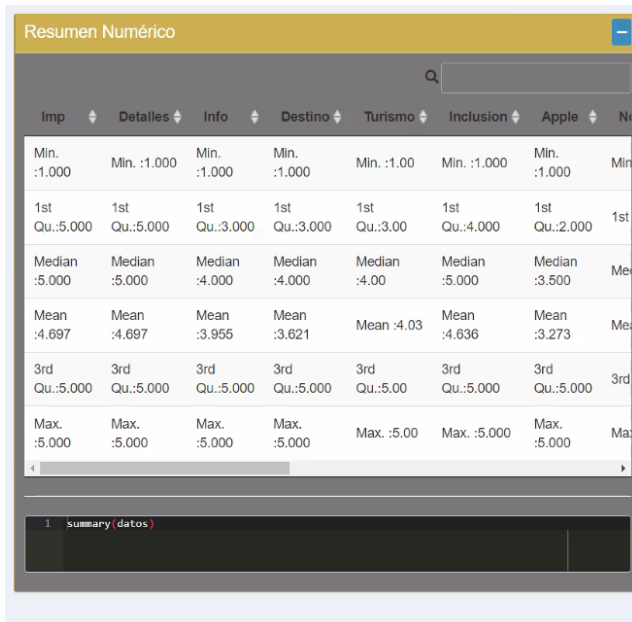 Resumen Numérico
Imp Detalles Info Destino Turismo Inclusion Apple
Min. :1.000 Min. :1.000 Min. :1.000 Min. :1.000 Min. :1.00 Min. :1.000 Min. :1.000 Min
1st Qu.:5.000 1st Qu.:5.000 1st Qu.:3.000 1st Qu.:3.000 1st Qu.:3.00 1st Qu.:4.000 1st Qu.:2.000 1st
Median :5.000 Median :5.000 Median :4.000 Median :4.000 Median :4.00 Median :5.000 Median :3.500
Mean :4.697 Mean :4.697 Mean :3.955 Mean :3.621 Mean :4.03 Mean :4.636 Mean :3.273
3rd Qu.:5.000 3rd Qu.:5.000 3rd Qu.:5.000 3rd Qu.:5.000 3rd Qu.:5.00 3rd Qu.:5.000 3rd Qu.:5.000 3rd
Max. :5.000 Max. :5.000 Max. :5.000 Max. :5.000 Max. :5.00 Max. :5.000 Max. :5.000
1 summary(datos)